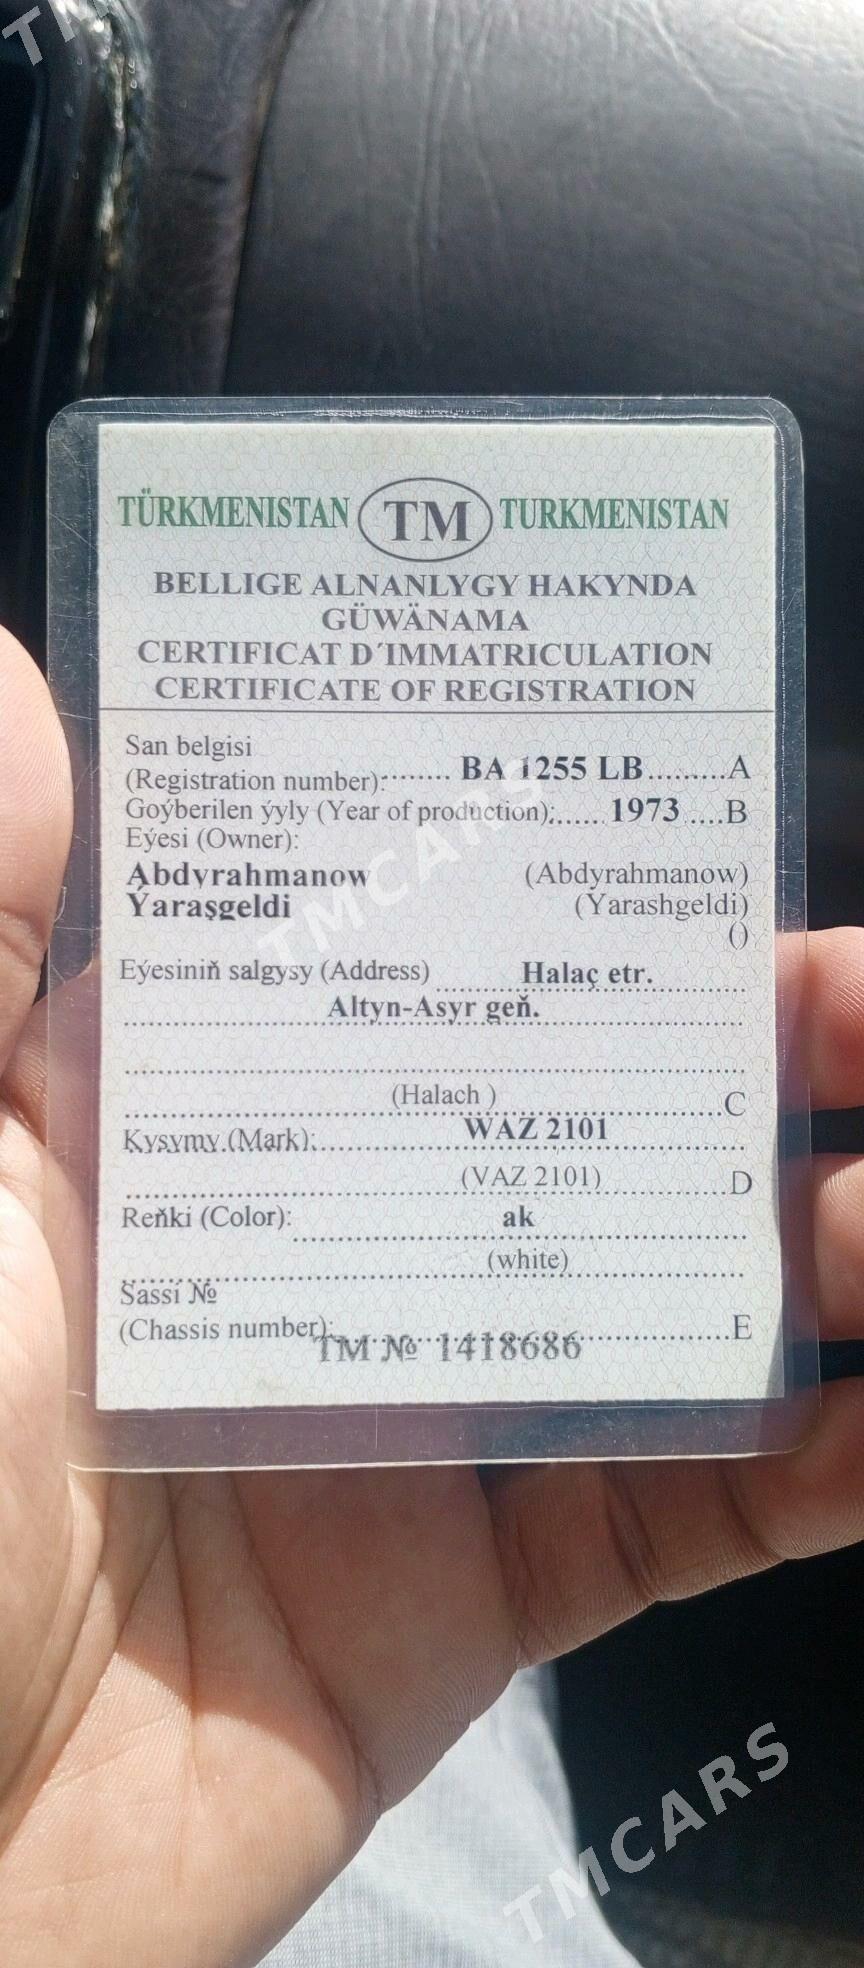 TÜRKMENISTAN TM TURKMENISTAN
BELLIGE ALNANLYGY HAKYNDA
GÜWÄNAMA
CERTIFICAT D´IMMATRICULATION
CERTIFICATE OF REGISTRATION
San belgisi
(Registration number):........ BA 1255 LB.........A
Goýberilen ýyly (Year of production);...... 1973 ....B
Eýesi (Owner):
Abdyrahmanow (Abdyrahmanow)
Ýaraşgeldi (Yarashgeldi)
()
Eýesiniň salgysy (Address) Halaç etr.
Altyn-Asyr geň.
(Halach ) C
Kysymy (Mark): WAZ 2101
(VAZ 2101) D
Reňki (Color): ak
(white)
Şassi №
(Chassis number): E
TM № 1418686
TMCARS
TMCARS